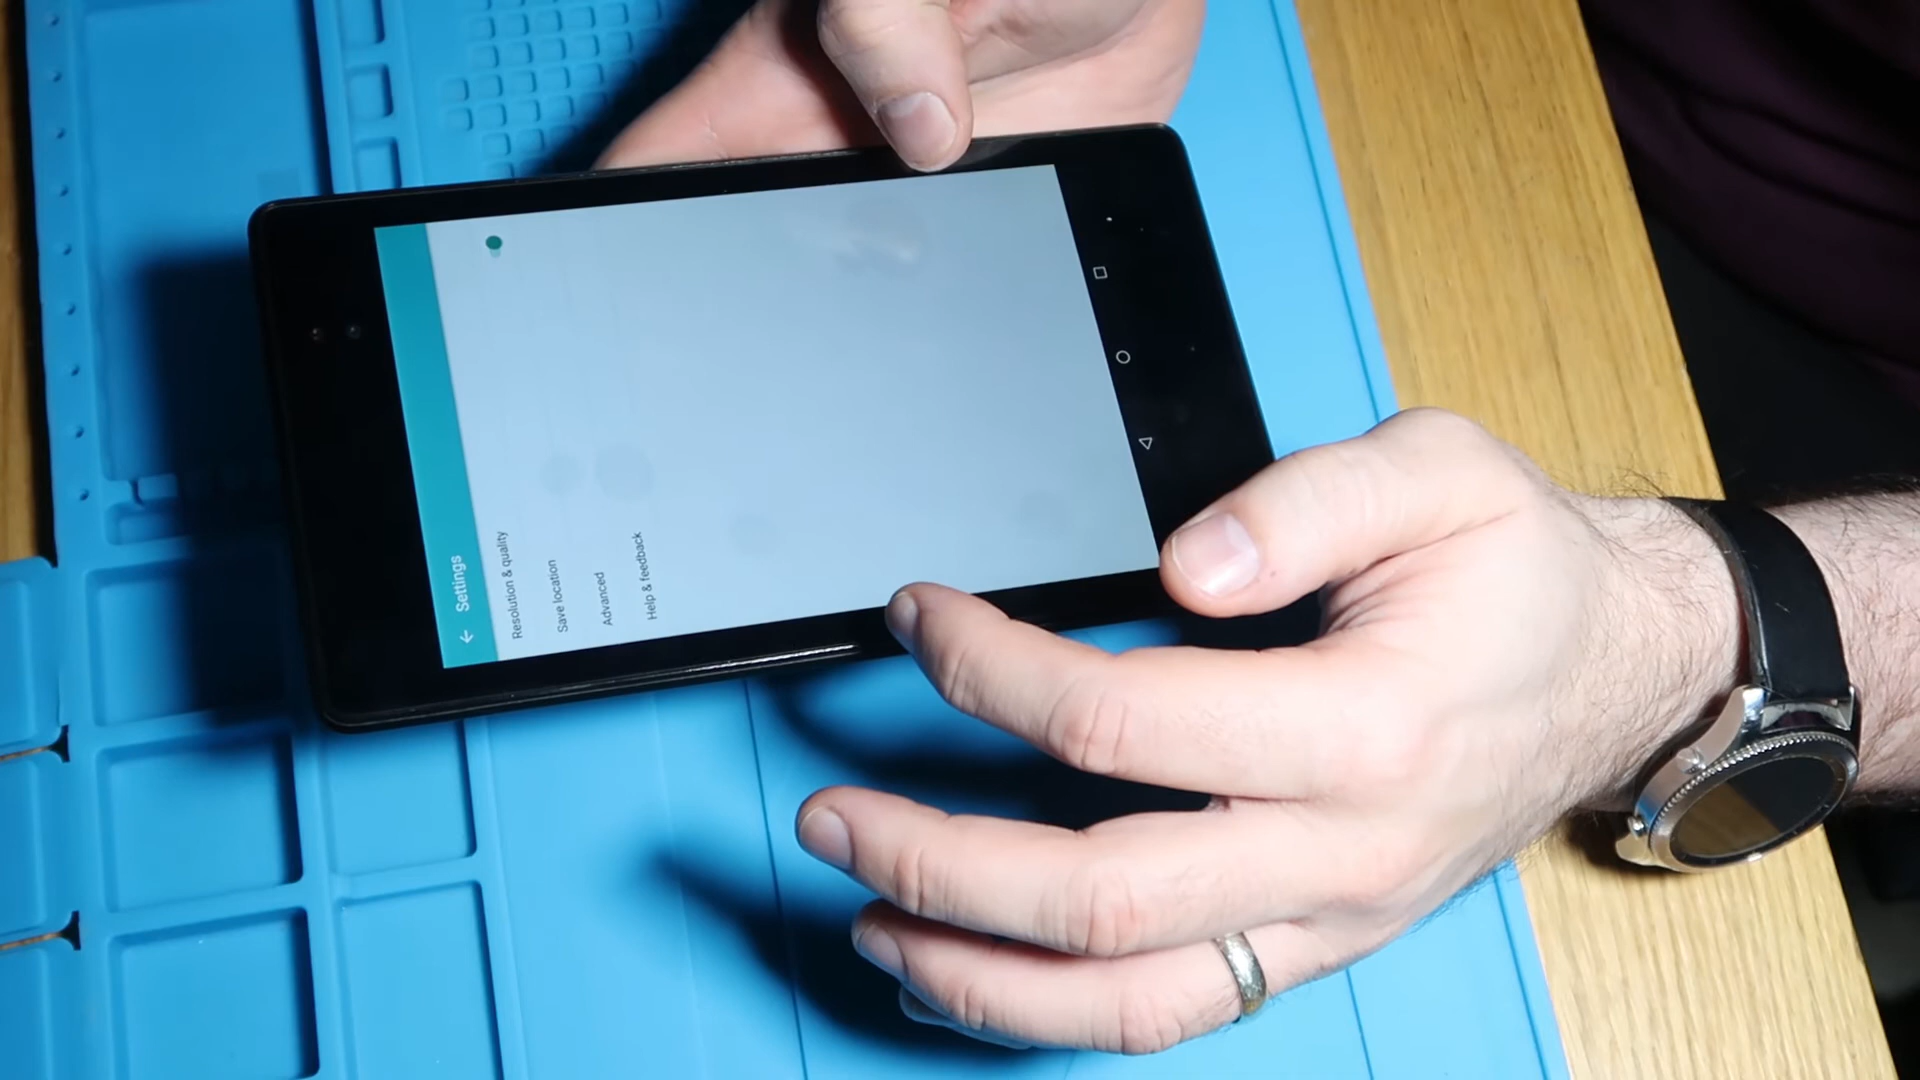 Settings
Resolution & quality
Save location
Advanced
Help & feedback